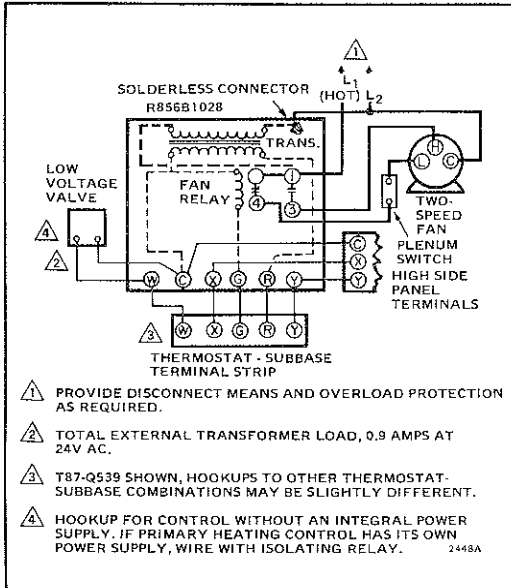 1
SOLDERLESS CONNECTOR
R856B1028
L1
(HOT)
L2
TRANS.
H
L
C
LOW
VOLTAGE
VALVE
FAN
RELAY
1
4
3
TWO-
SPEED
FAN
PLENUM
SWITCH
4
2
C
X
Y
HIGH SIDE
PANEL
TERMINALS
W C X G R Y
3
W X G R Y
THERMOSTAT - SUBBASE
TERMINAL STRIP
1 PROVIDE DISCONNECT MEANS AND OVERLOAD PROTECTION
AS REQUIRED.
2 TOTAL EXTERNAL TRANSFORMER LOAD, 0.9 AMPS AT
24V AC.
3 T87-Q539 SHOWN, HOOKUPS TO OTHER THERMOSTAT-
SUBBASE COMBINATIONS MAY BE SLIGHTLY DIFFERENT.
4 HOOKUP FOR CONTROL WITHOUT AN INTEGRAL POWER
SUPPLY. IF PRIMARY HEATING CONTROL HAS ITS OWN
POWER SUPPLY, WIRE WITH ISOLATING RELAY. 2448A